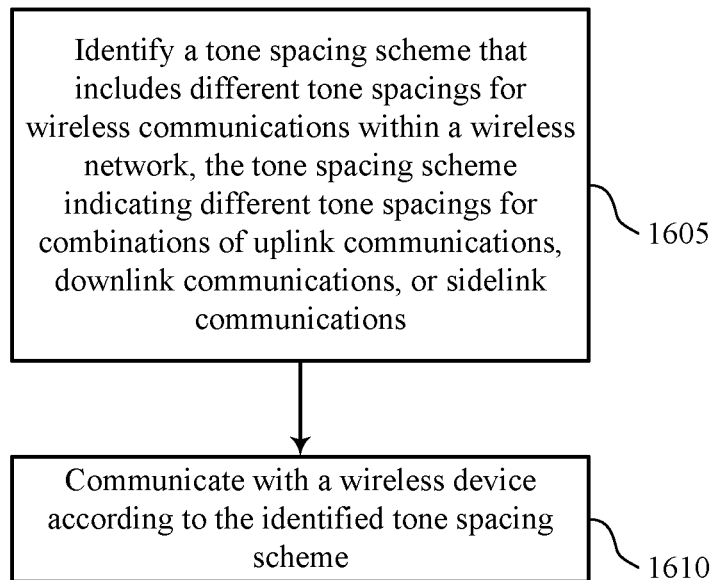 Identify a tone spacing scheme that
includes different tone spacings for
wireless communications within a wireless
network, the tone spacing scheme
indicating different tone spacings for
combinations of uplink communications,
downlink communications, or sidelink
communications
1605
Communicate with a wireless device
according to the identified tone spacing
scheme
1610